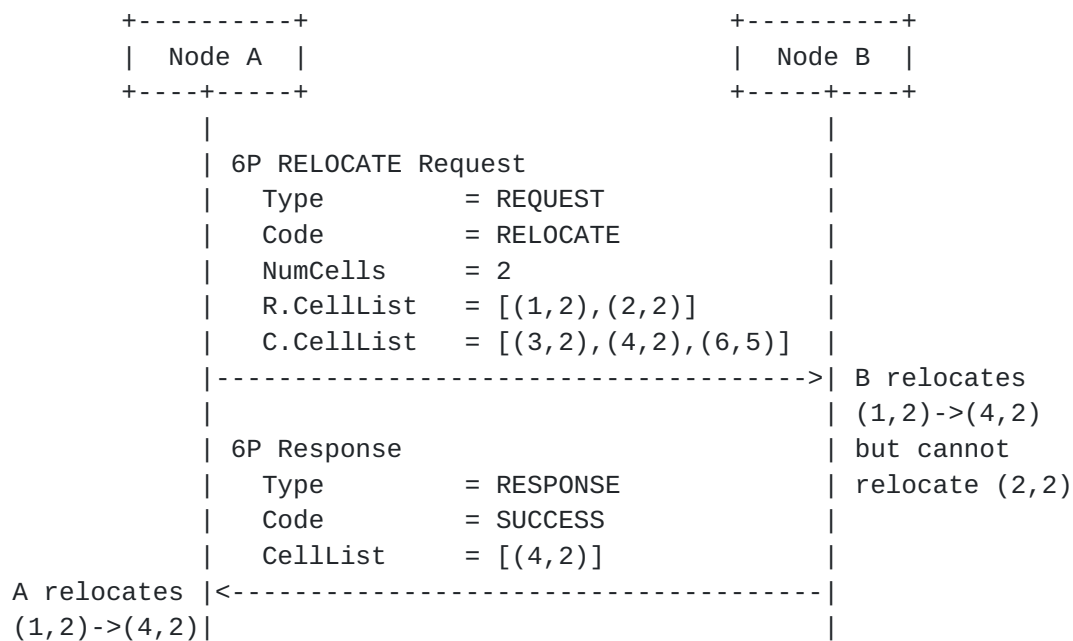 +----------+ +----------+
| Node A | | Node B |
+----+-----+ +-----+----+
| |
| 6P RELOCATE Request |
| Type = REQUEST |
| Code = RELOCATE |
| NumCells = 2 |
| R.CellList = [(1,2),(2,2)] |
| C.CellList = [(3,2),(4,2),(6,5)] |
|-------------------------------------->| B relocates
| | (1,2)->(4,2)
| 6P Response | but cannot
| Type = RESPONSE | relocate (2,2)
| Code = SUCCESS |
| CellList = [(4,2)] |
A relocates |<---------------------------------------|
(1,2)->(4,2)| |